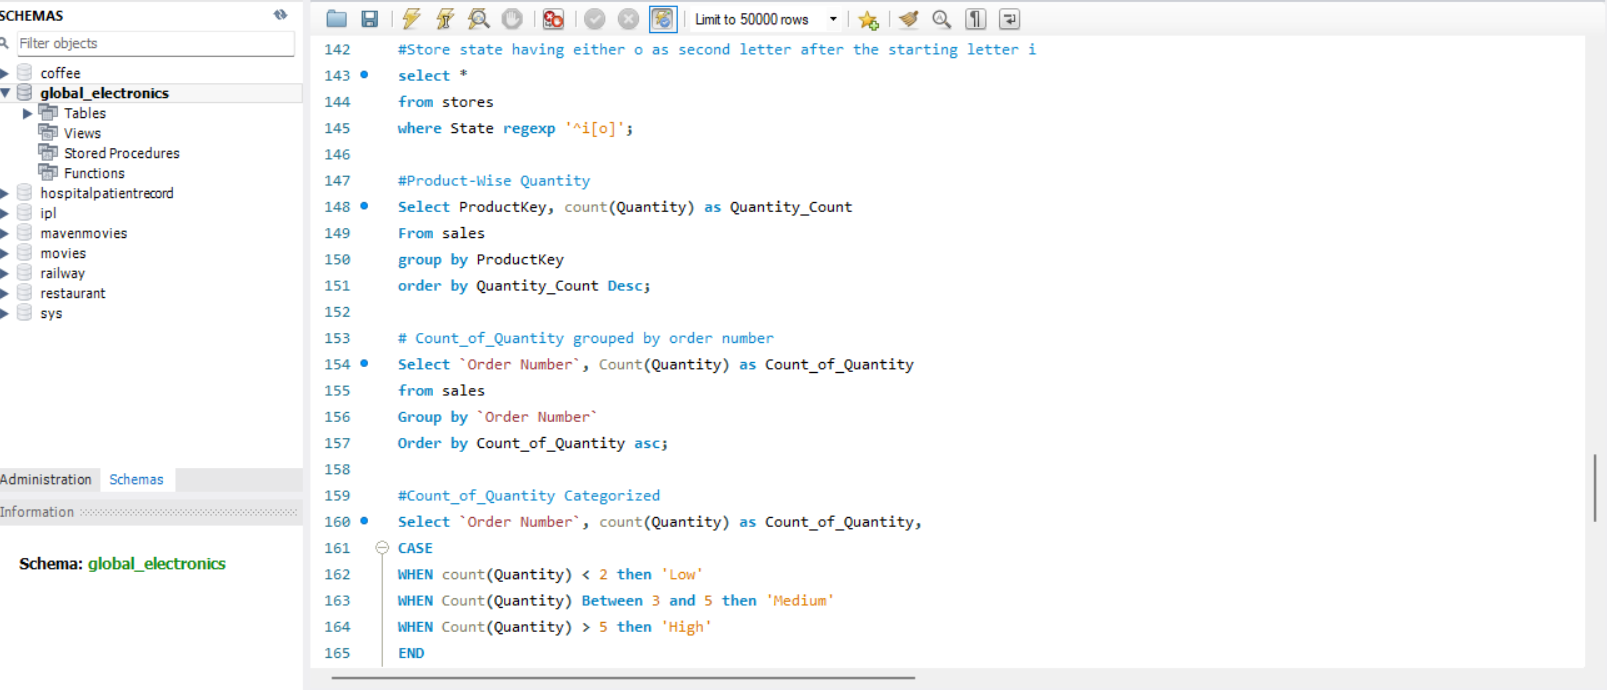 SCHEMAS
Filter objects
coffee
global_electronics
Tables
Views
Stored Procedures
Functions
hospitalpatientrecord
ipl
mavenmovies
movies
railway
restaurant
sys
Administration Schemas
Information
Schema: global_electronics
Limit to 50000 rows
142 #Store state having either o as second letter after the starting letter i
143 select *
144 from stores
145 where State regexp '^i[o]';
146
147 #Product-Wise Quantity
148 Select ProductKey, count(Quantity) as Quantity_Count
149 From sales
150 group by ProductKey
151 order by Quantity_Count Desc;
152
153 # Count_of_Quantity grouped by order number
154 Select `Order Number`, Count(Quantity) as Count_of_Quantity
155 from sales
156 Group by `Order Number`
157 Order by Count_of_Quantity asc;
158
159 #Count_of_Quantity Categorized
160 Select `Order Number`, count(Quantity) as Count_of_Quantity,
161 CASE
162 WHEN count(Quantity) < 2 then 'Low'
163 WHEN Count(Quantity) Between 3 and 5 then 'Medium'
164 WHEN Count(Quantity) > 5 then 'High'
165 END